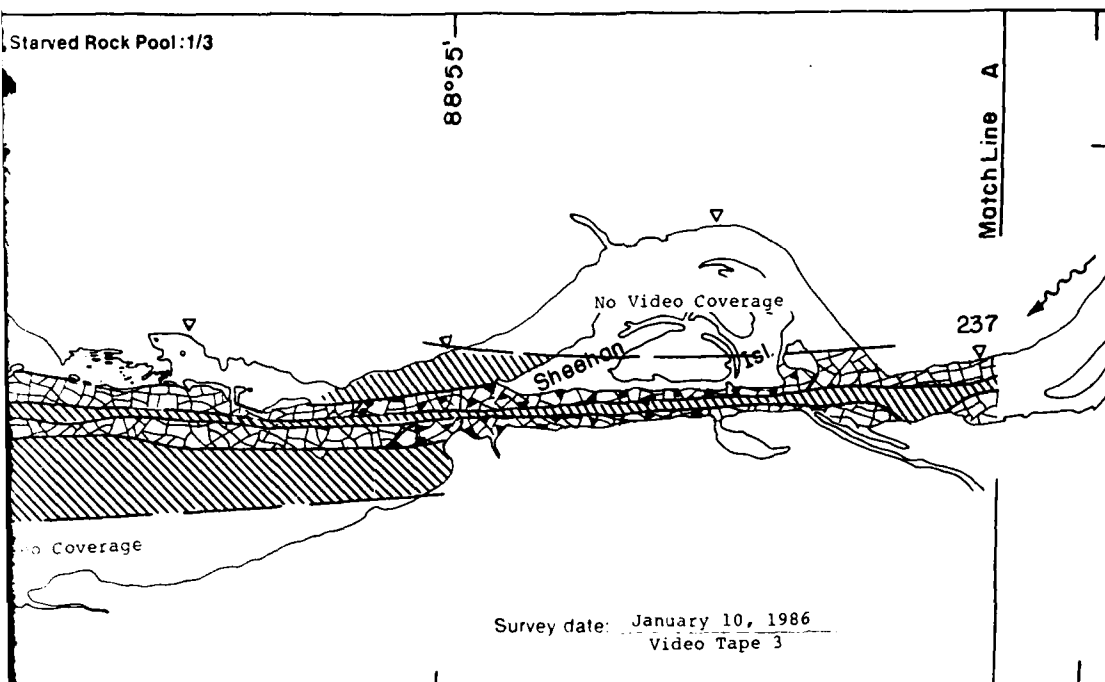 Starved Rock Pool:1/3
88°55'
Match Line A
No Video Coverage
237
Sheehan Isl.
Coverage
Survey date: January 10, 1986
Video Tape 3